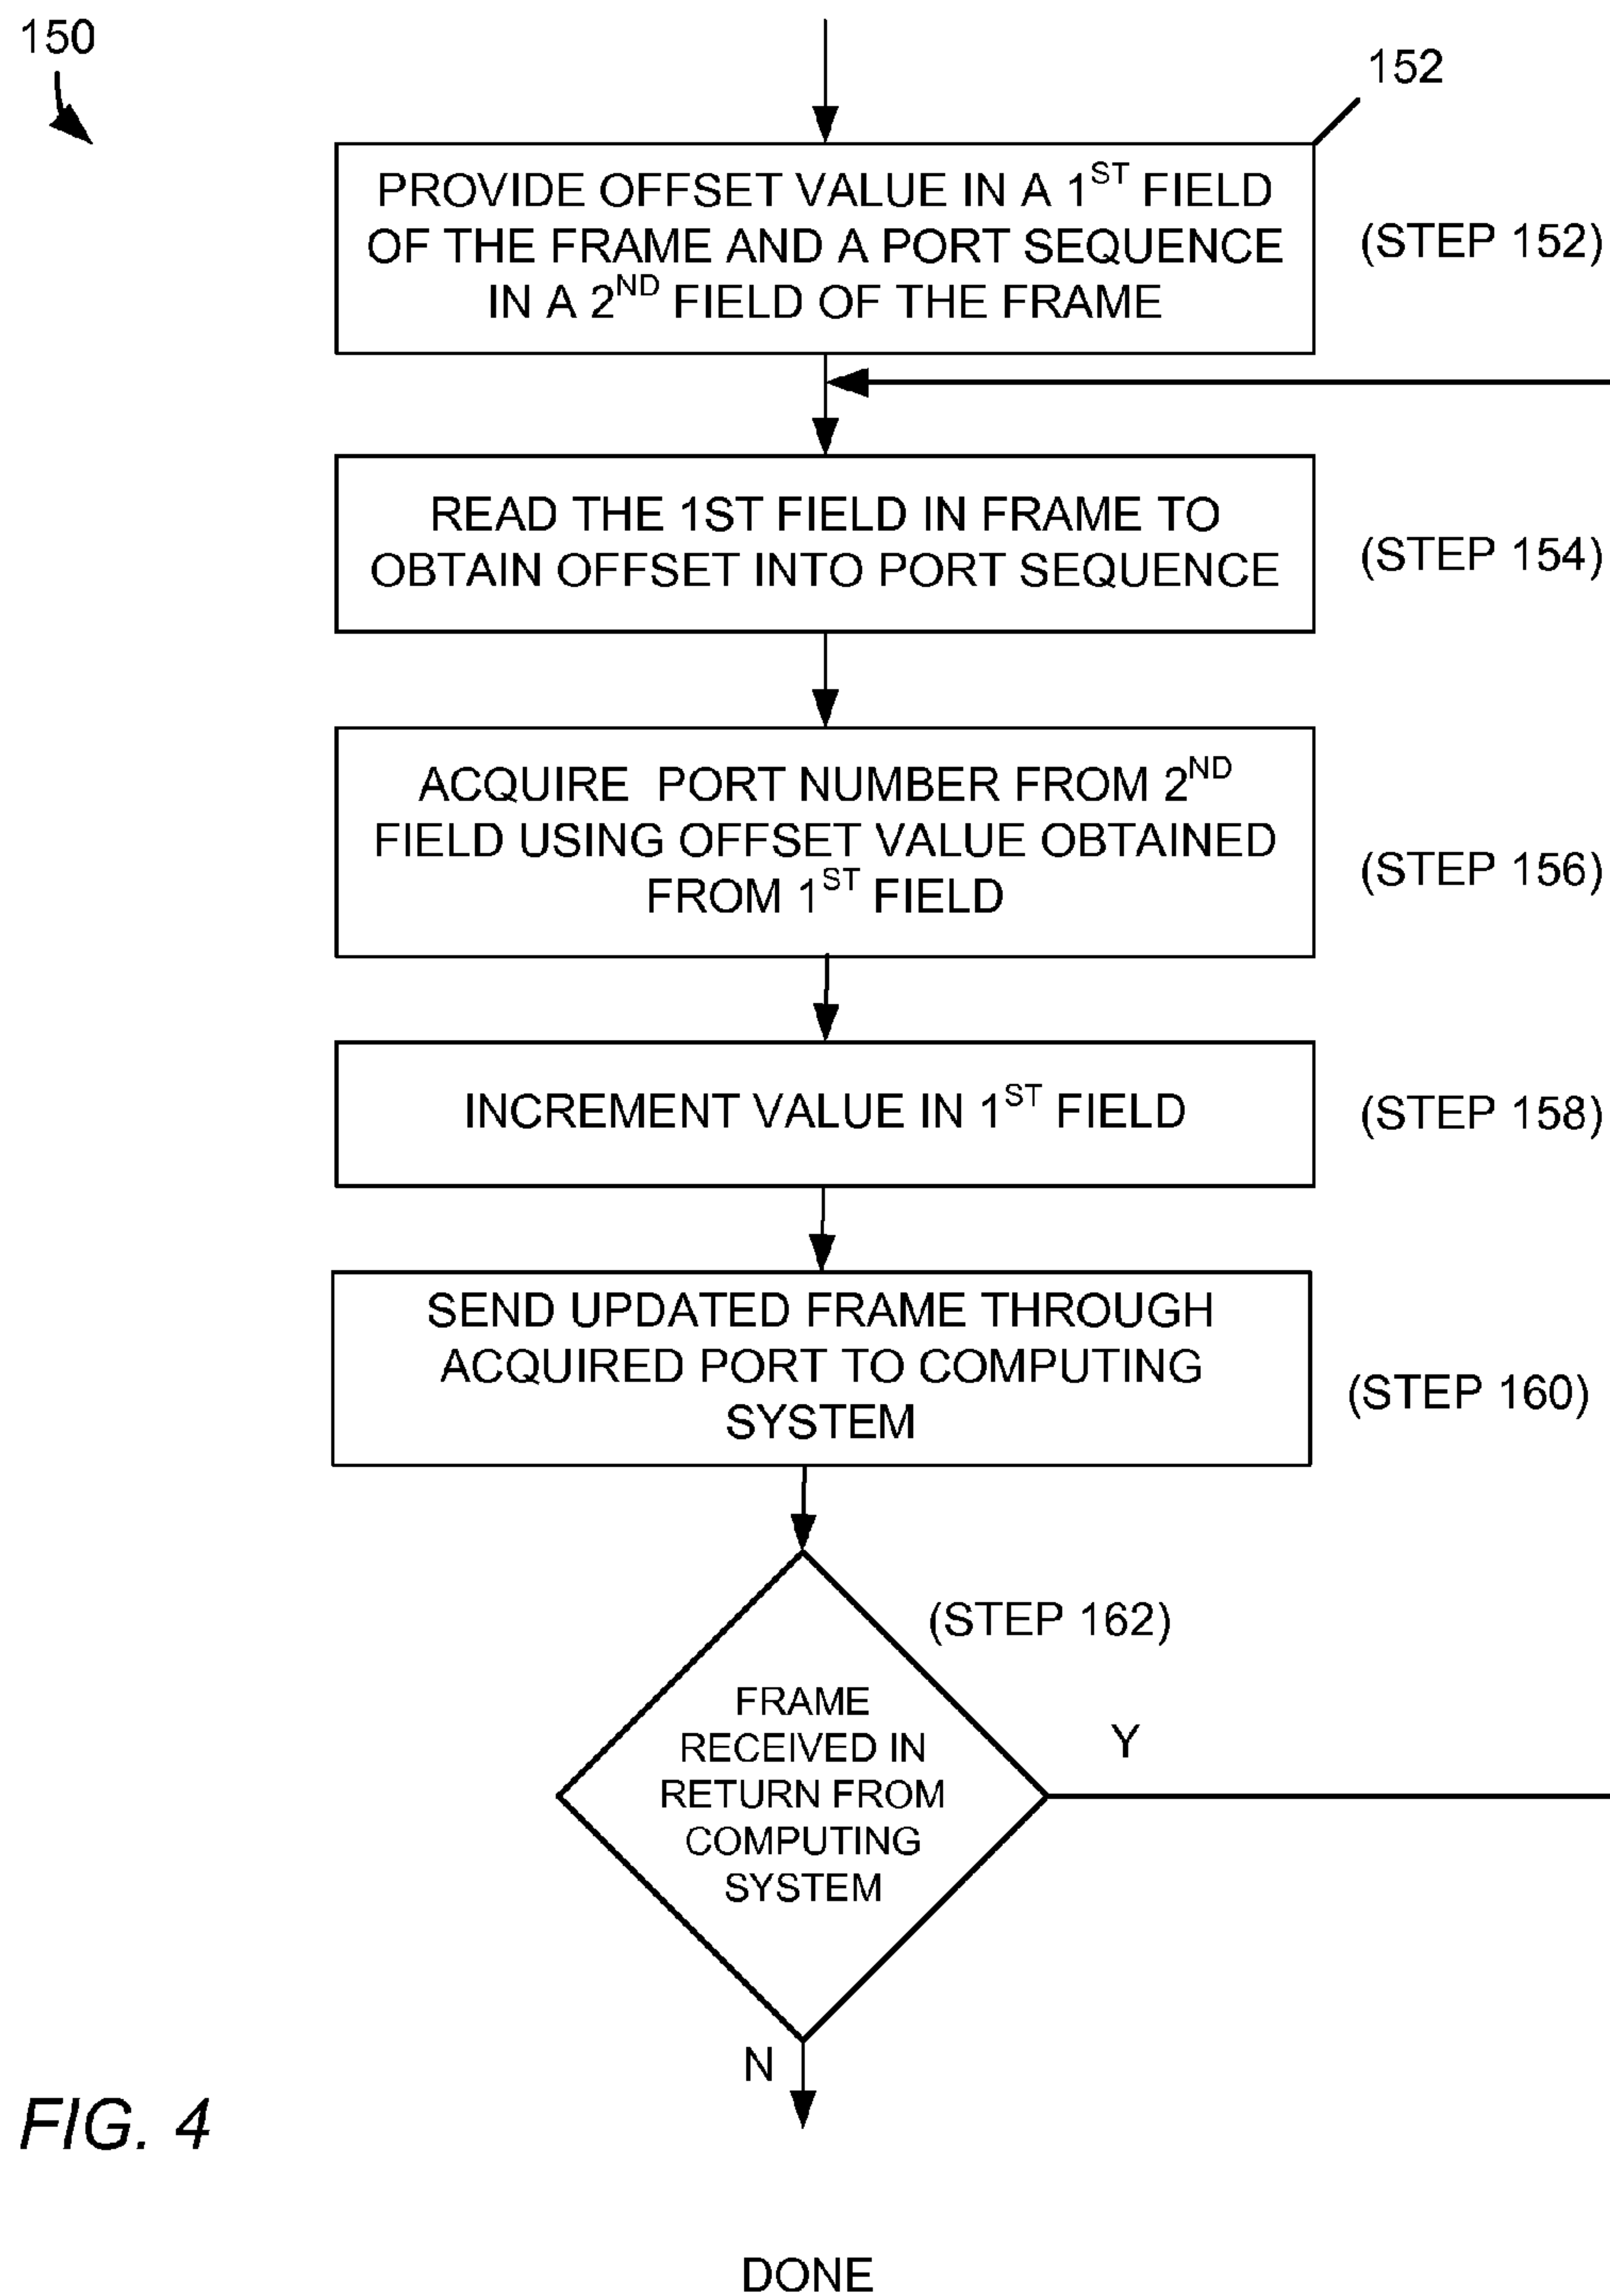 150
152
PROVIDE OFFSET VALUE IN A 1ST FIELD
OF THE FRAME AND A PORT SEQUENCE
IN A 2ND FIELD OF THE FRAME
(STEP 152)
READ THE 1ST FIELD IN FRAME TO
OBTAIN OFFSET INTO PORT SEQUENCE
(STEP 154)
ACQUIRE PORT NUMBER FROM 2ND
FIELD USING OFFSET VALUE OBTAINED
FROM 1ST FIELD
(STEP 156)
INCREMENT VALUE IN 1ST FIELD
(STEP 158)
SEND UPDATED FRAME THROUGH
ACQUIRED PORT TO COMPUTING
SYSTEM
(STEP 160)
(STEP 162)
FRAME
RECEIVED IN
RETURN FROM
COMPUTING
SYSTEM
Y
N
FIG. 4
DONE